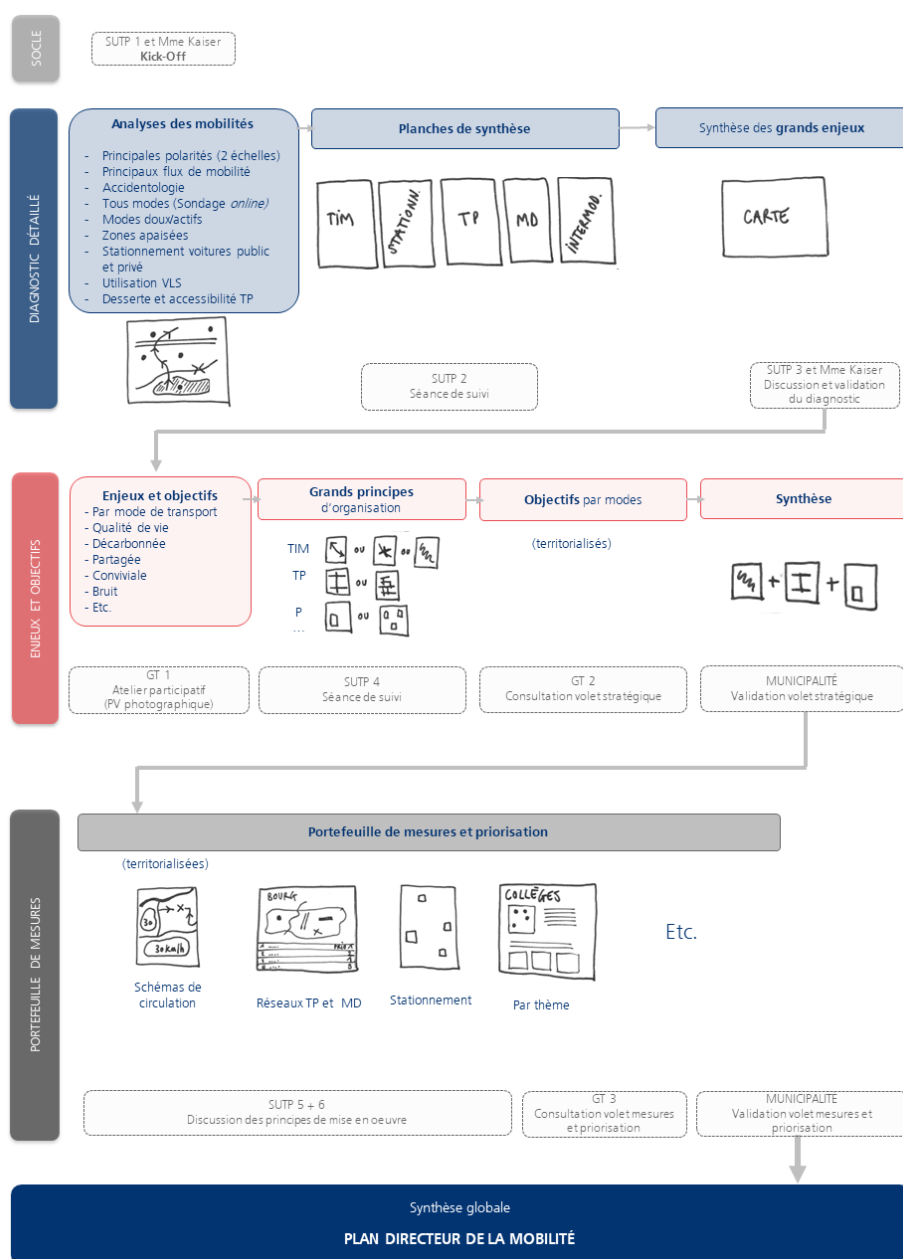 SOCLE
SUTP 1 et Mme Kaiser
Kick-Off
DIAGNOSTIC DÉTAILLÉ
Analyses des mobilités
- Principales polarités (2 échelles)
- Principaux flux de mobilité
- Accidentologie
- Tous modes (Sondage online)
- Modes doux/actifs
- Zones apaisées
- Stationnement voitures public
et privé
- Utilisation VLS
- Desserte et accessibilité TP
Planches de synthèse
Synthèse des grands enjeux
TIM
STATIONN.
TP
MD
INTERMOD.
CARTE
SUTP 2
Séance de suivi
SUTP 3 et Mme Kaiser
Discussion et validation
du diagnostic
ENJEUX ET OBJECTIFS
Enjeux et objectifs
- Par mode de transport
- Qualité de vie
- Décarbonnée
- Partagée
- Conviviale
- Bruit
- Etc.
Grands principes
d'organisation
Objectifs par modes
(territorialisés)
Synthèse
TIM
ou
ou
TP
ou
P
ou
...
+
+
GT 1
Atelier participatif
(PV photographique)
SUTP 4
Séance de suivi
GT 2
Consultation volet stratégique
MUNICIPALITÉ
Validation volet stratégique
PORTEFEUILLE DE MESURES
Portefeuille de mesures et priorisation
(territorialisées)
30
30 km/h
Schémas de
circulation
BOURG
PRIO
Réseaux TP et MD
Stationnement
COLLÈGES
Par thème
Etc.
SUTP 5 + 6
Discussion des principes de mise en oeuvre
GT 3
Consultation volet mesures
et priorisation
MUNICIPALITÉ
Validation volet mesures et
priorisation
Synthèse globale
PLAN DIRECTEUR DE LA MOBILITÉ